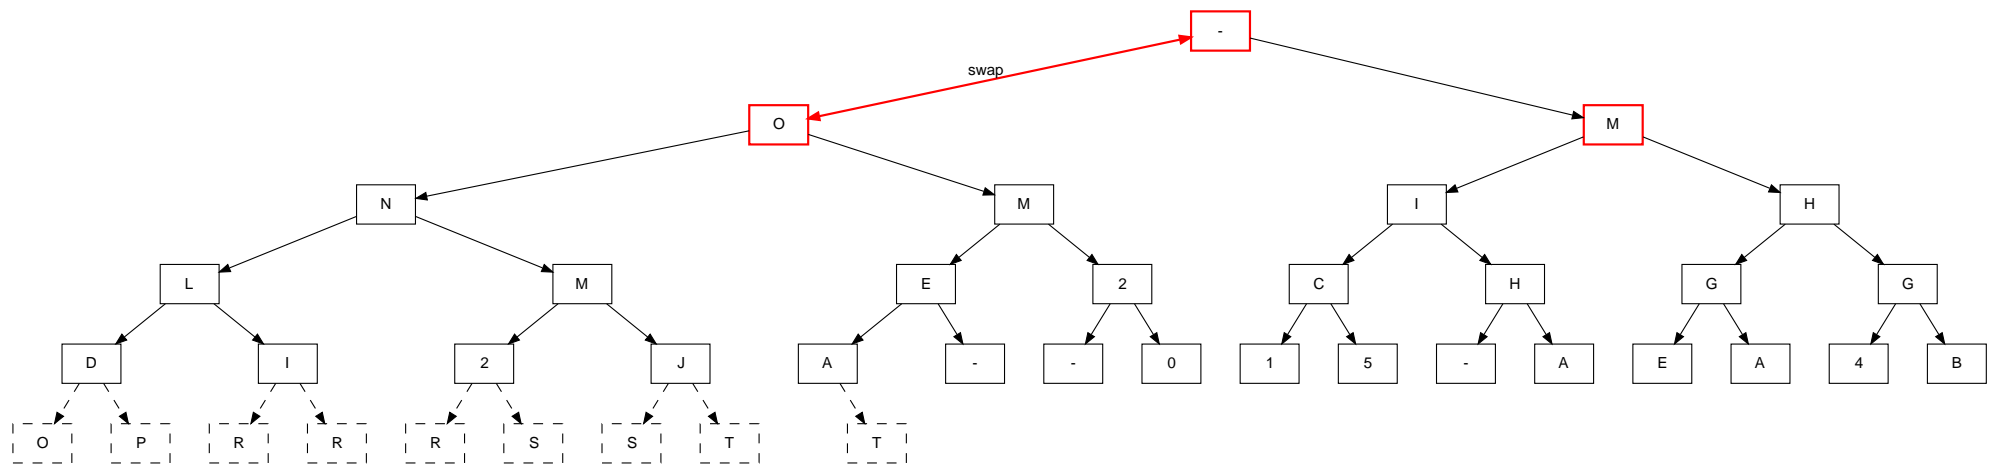 -
swap
O M
N M I H
L M E 2 C H G G
D I 2 J A - - 0 1 5 - A E A 4 B
O P R R R S S T T